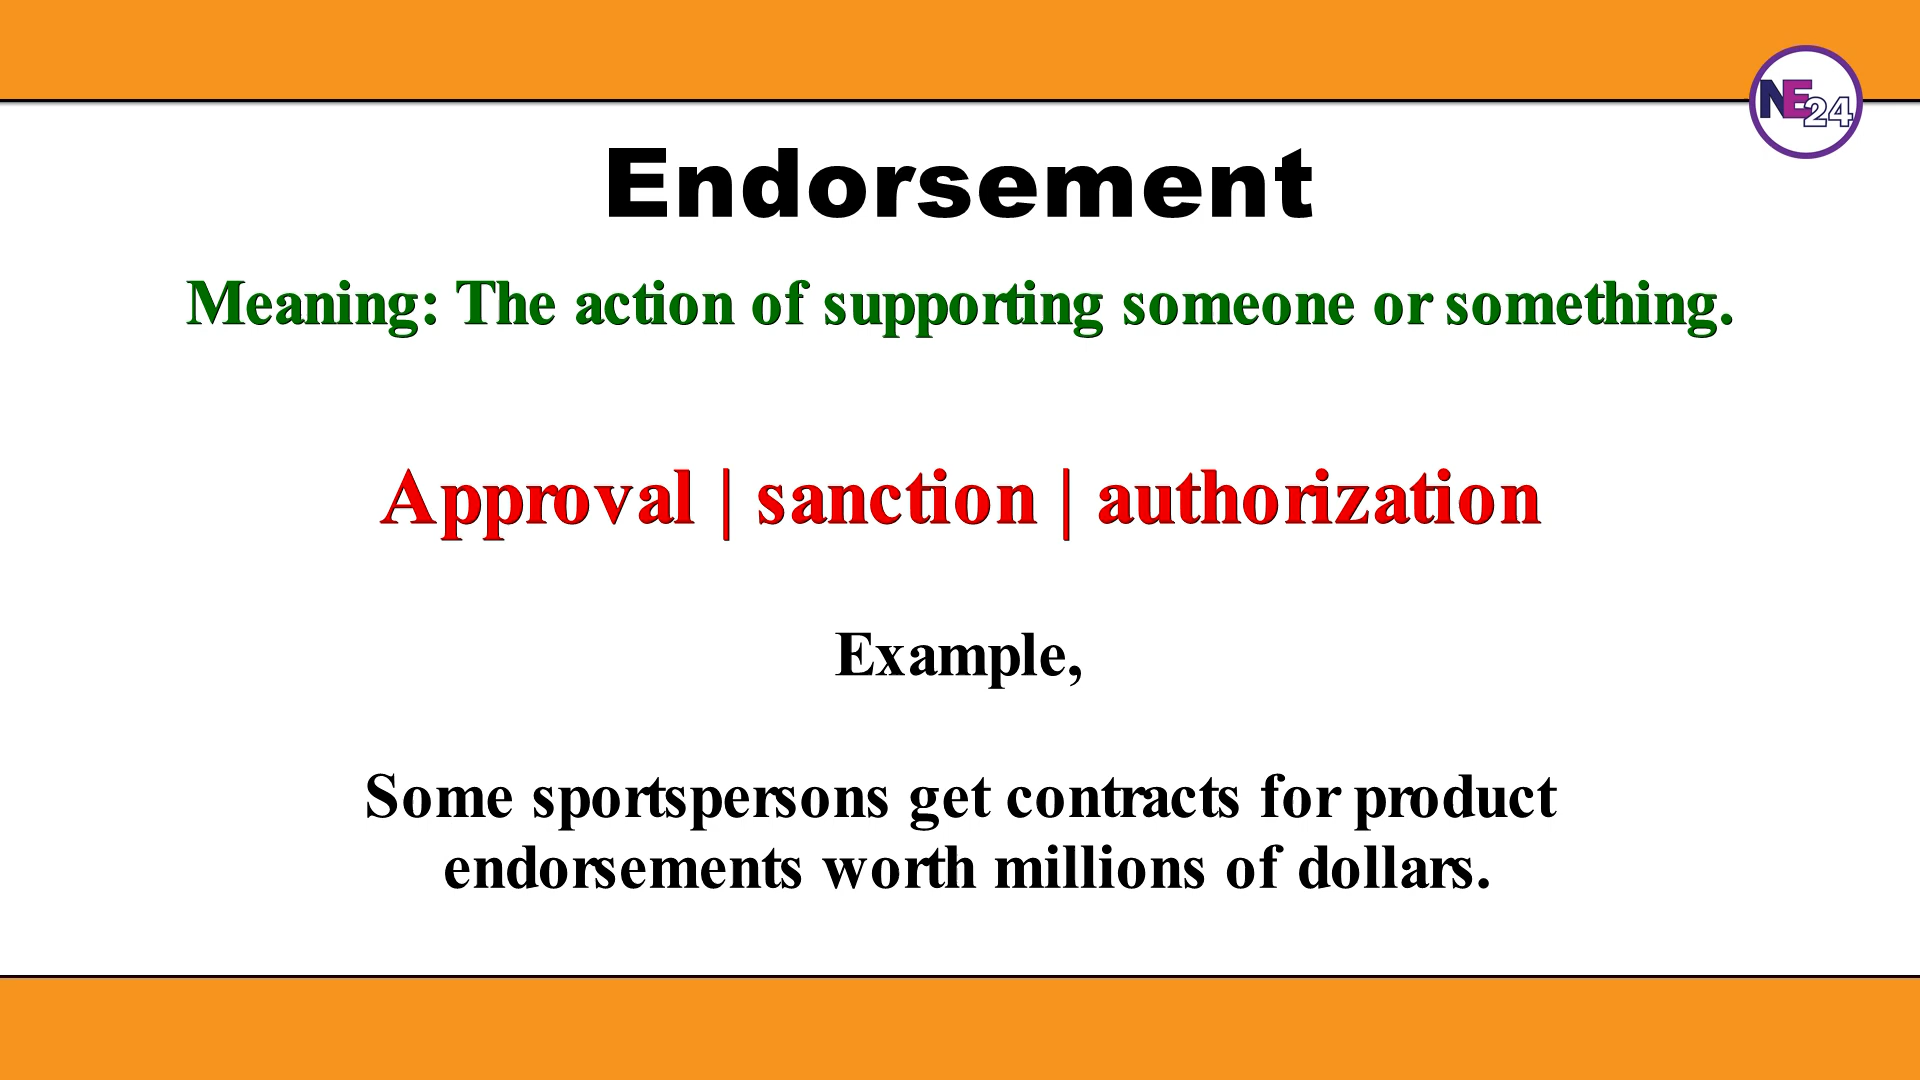 NE24
Endorsement
Meaning: The action of supporting someone or something.
Approval | sanction | authorization
Example,
Some sportspersons get contracts for product
endorsements worth millions of dollars.